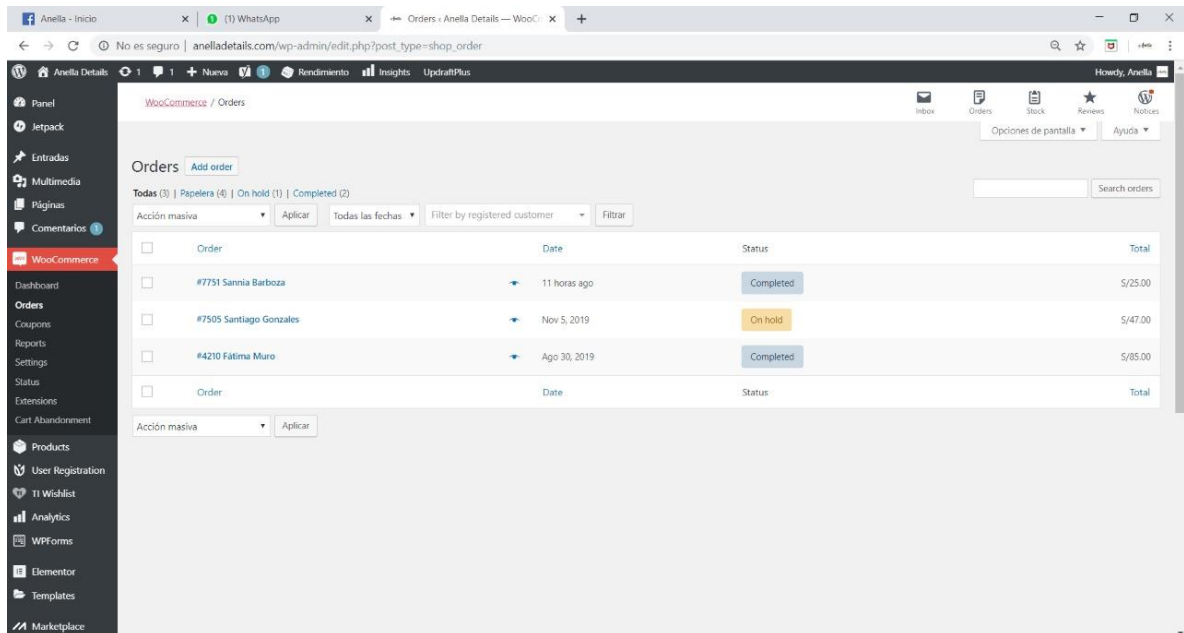 Anella - Inicio
(1) WhatsApp
Orders ‹ Anella Details — WooC
No es seguro | anelladetails.com/wp-admin/edit.php?post_type=shop_order
Anella Details 1 1 + Nueva 1 Rendimiento Insights UpdraftPlus Howdy, Anella
Panel
Jetpack
Entradas
Multimedia
Páginas
Comentarios 1
WooCommerce
Dashboard
Orders
Coupons
Reports
Settings
Status
Extensions
Cart Abandonment
Products
User Registration
TI Wishlist
Analytics
WPForms
Elementor
Templates
Marketplace
WooCommerce / Orders
Inbox Orders Stock Reviews Notices
Opciones de pantalla Ayuda
Orders Add order
Todas (3) | Papelera (4) | On hold (1) | Completed (2)
Search orders
Acción masiva Aplicar Todas las fechas Filter by registered customer Filtrar
Order Date Status Total
#7751 Sannia Barboza 11 horas ago Completed S/25.00
#7505 Santiago Gonzales Nov 5, 2019 On hold S/47.00
#4210 Fátima Muro Ago 30, 2019 Completed S/85.00
Order Date Status Total
Acción masiva Aplicar